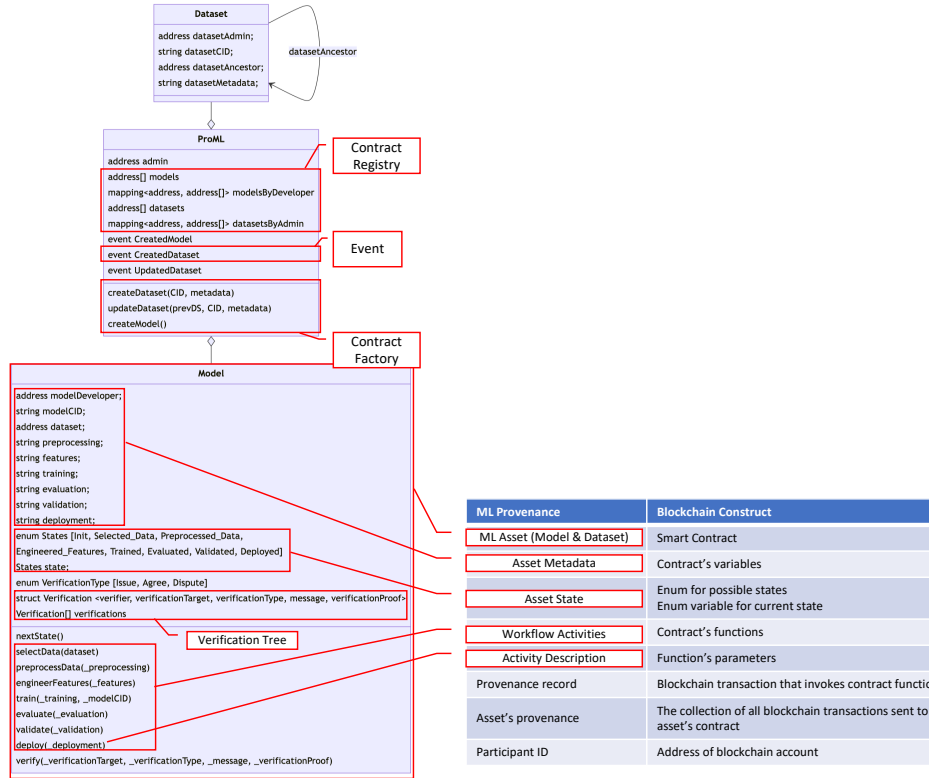 Dataset
address datasetAdmin;
string datasetCID;
address datasetAncestor;
string datasetMetadata;
datasetAncestor
ProML
address admin
address[] models
mapping<address, address[]> modelsByDeveloper
address[] datasets
mapping<address, address[]> datasetsByAdmin
event CreatedModel
event CreatedDataset
event UpdatedDataset
createDataset(CID, metadata)
updateDataset(prevDS, CID, metadata)
createModel()
Contract
Registry
Event
Contract
Factory
Model
address modelDeveloper;
string modelCID;
address dataset;
string preprocessing;
string features;
string training;
string evaluation;
string validation;
string deployment;
enum States [Init, Selected_Data, Preprocessed_Data,
Engineered_Features, Trained, Evaluated, Validated, Deployed]
States state;
enum VerificationType [Issue, Agree, Dispute]
struct Verification <verifier, verificationTarget, verificationType, message, verificationProof>
Verification[] verifications
nextState()
selectData(dataset)
preprocessData(_preprocessing)
engineerFeatures(_features)
train(_training, _modelCID)
evaluate(_evaluation)
validate(_validation)
deploy(_deployment)
verify(_verificationTarget, _verificationType, _message, _verificationProof)
Verification Tree
ML Provenance Blockchain Construct
ML Asset (Model & Dataset) Smart Contract
Asset Metadata Contract's variables
Asset State Enum for possible states
Enum variable for current state
Workflow Activities Contract's functions
Activity Description Function's parameters
Provenance record Blockchain transaction that invokes contract
Asset's provenance The collection of all blockchain transactions sent to
asset's contract
Participant ID Address of blockchain account